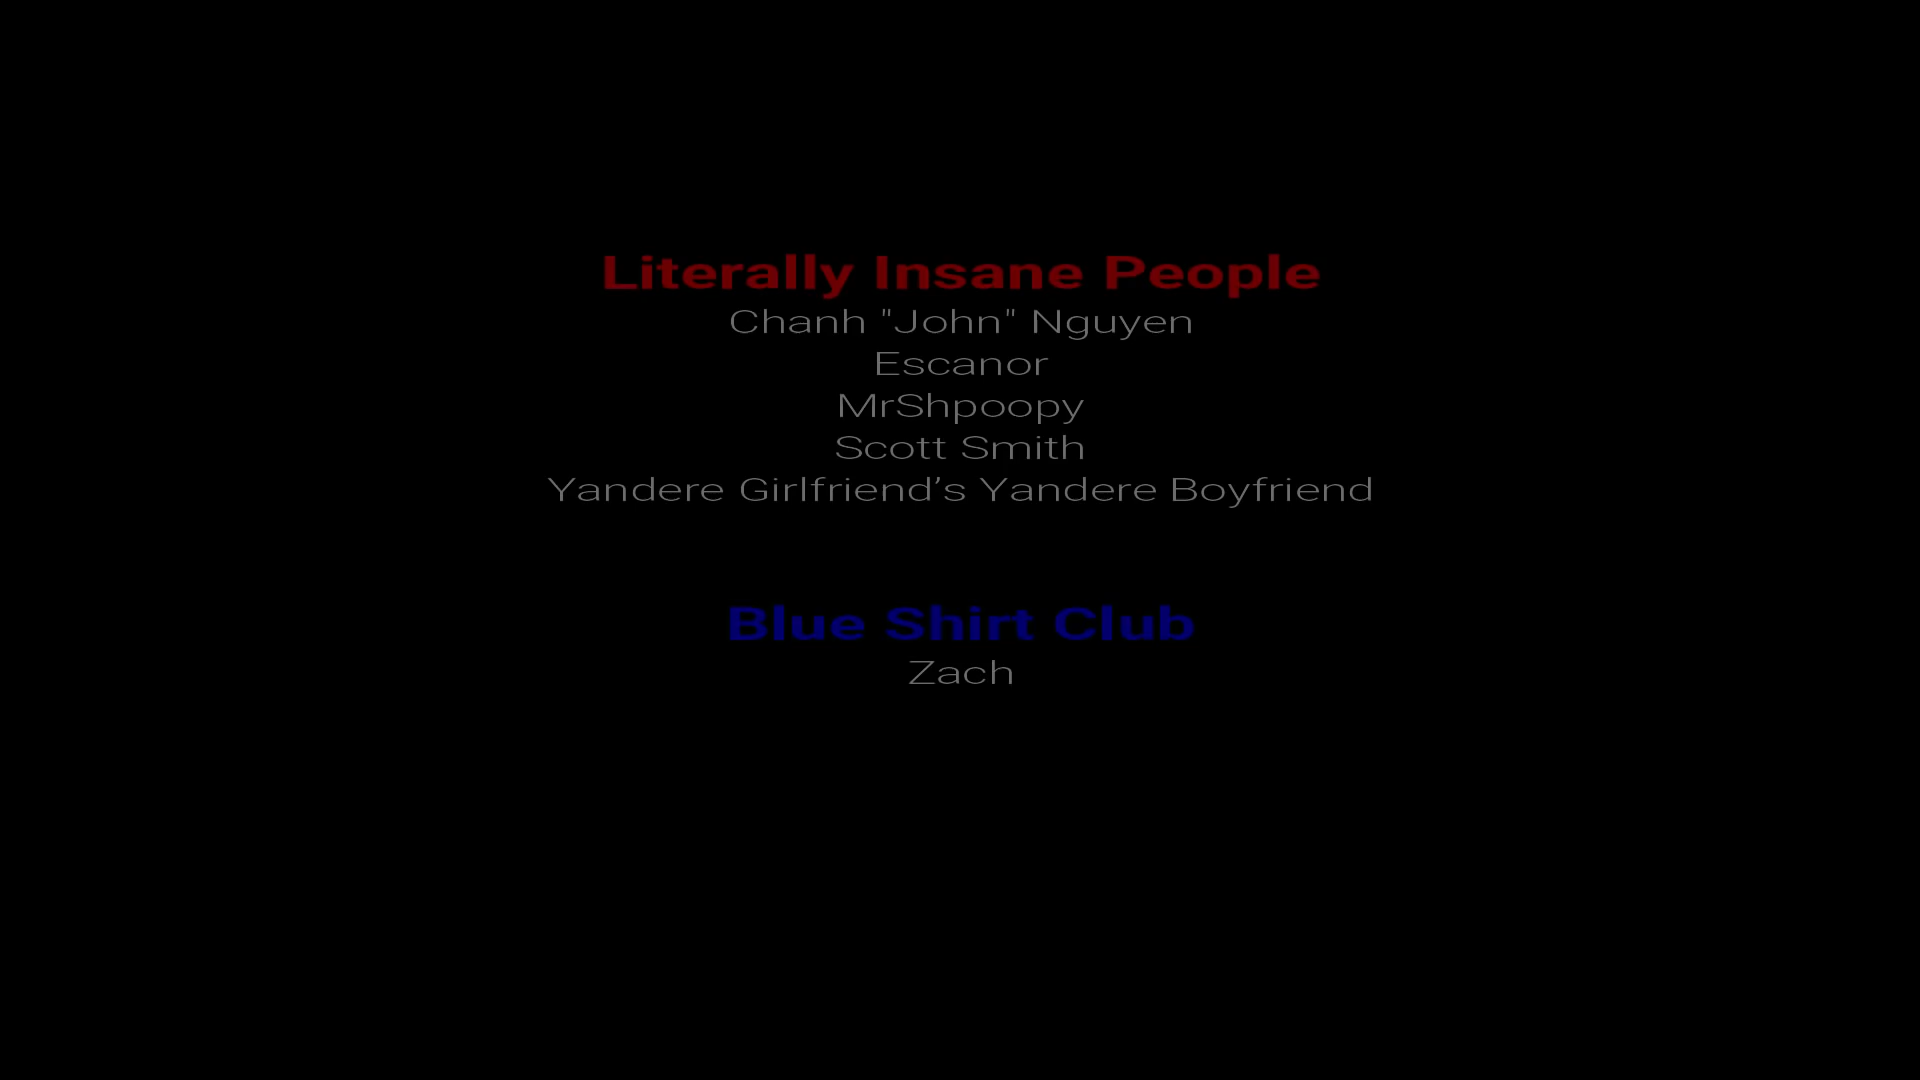 Literally Insane People
Chanh "John" Nguyen
Escanor
MrShpoopy
Scott Smith
Yandere Girlfriend’s Yandere Boyfriend
Blue Shirt Club
Zach